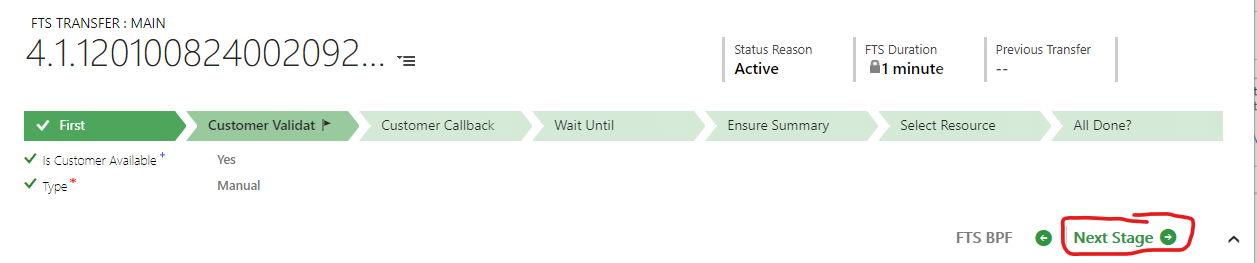 FTS TRANSFER : MAIN
4.1.120100824002092...
Status Reason
Active
FTS Duration
1 minute
Previous Transfer
--
First
Customer Validat
Customer Callback
Wait Until
Ensure Summary
Select Resource
All Done?
Is Customer Available + Yes
Type * Manual
FTS BPF
Next Stage